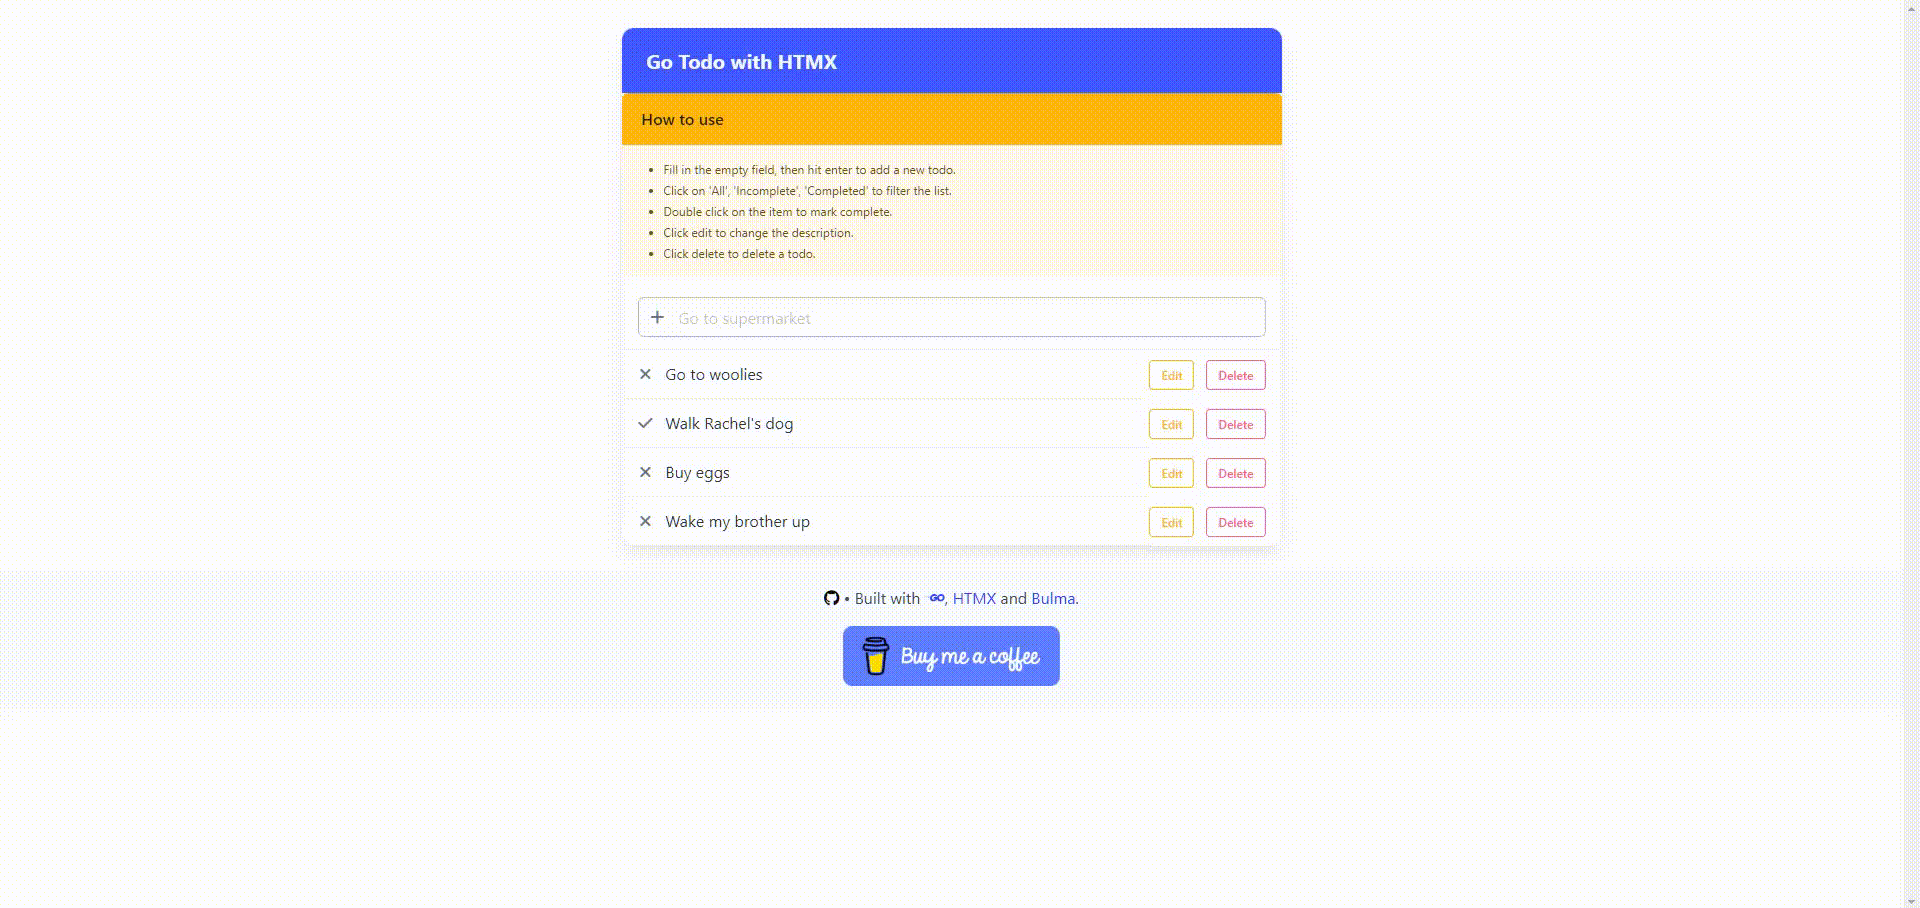 Go Todo with HTMX
How to use
• Fill in the empty field, then hit enter to add a new todo.
• Click on 'All', 'Incomplete', 'Completed' to filter the list.
• Double click on the item to mark complete.
• Click edit to change the description.
• Click delete to delete a todo.
Go to supermarket
Go to woolies Edit Delete
Walk Rachel's dog Edit Delete
Buy eggs Edit Delete
Wake my brother up Edit Delete
• Built with GO, HTMX and Bulma.
Buy me a coffee